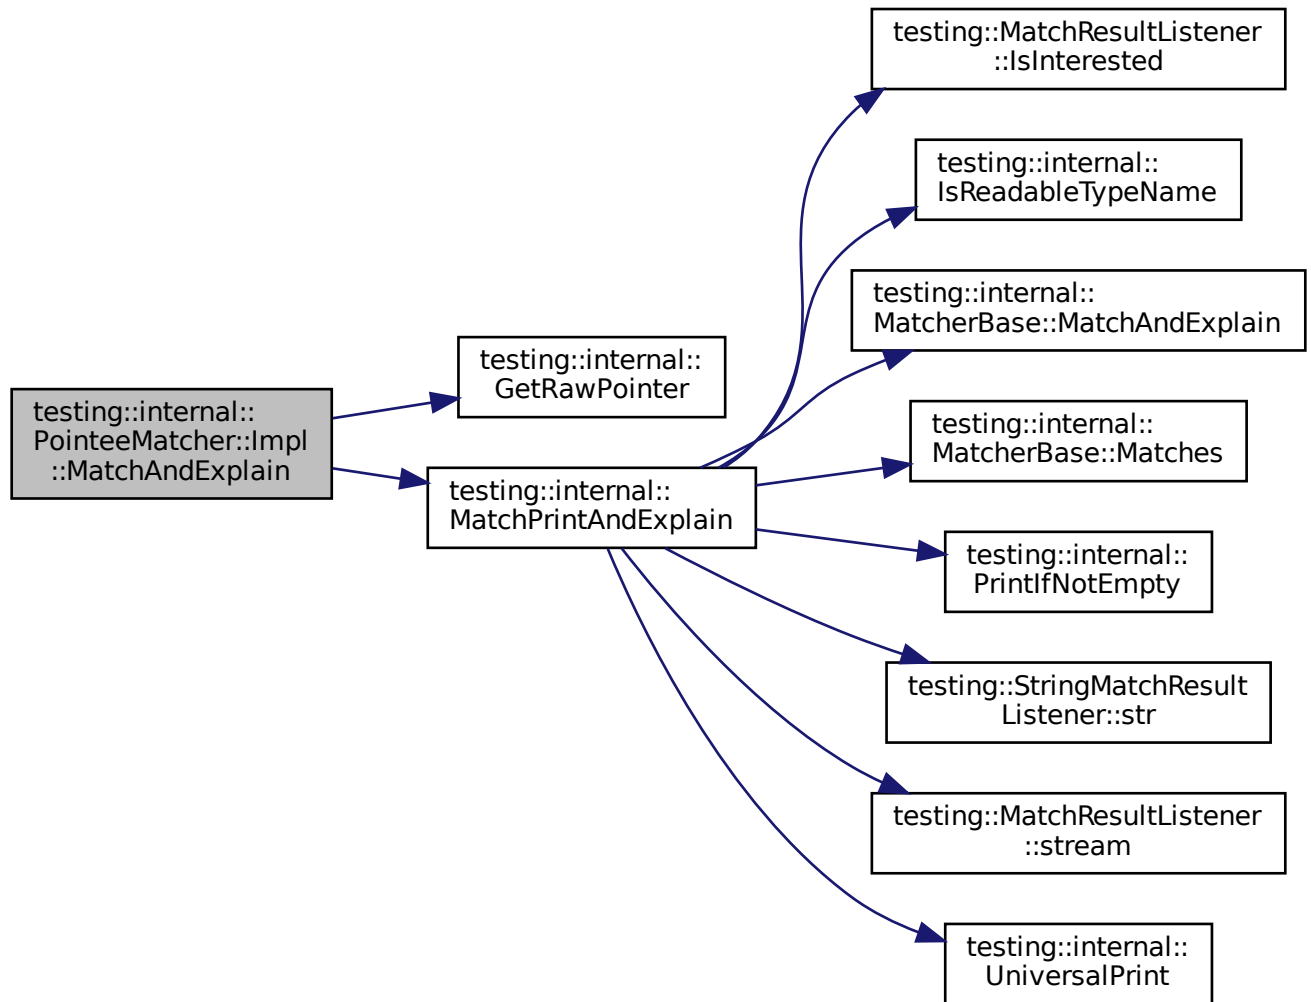 testing::MatchResultListener
::IsInterested
testing::internal::
IsReadableTypeName
testing::internal::
MatcherBase::MatchAndExplain
testing::internal::
GetRawPointer
testing::internal::
PointeeMatcher::Impl
::MatchAndExplain
testing::internal::
MatcherBase::Matches
testing::internal::
MatchPrintAndExplain
testing::internal::
PrintIfNotEmpty
testing::StringMatchResult
Listener::str
testing::MatchResultListener
::stream
testing::internal::
UniversalPrint